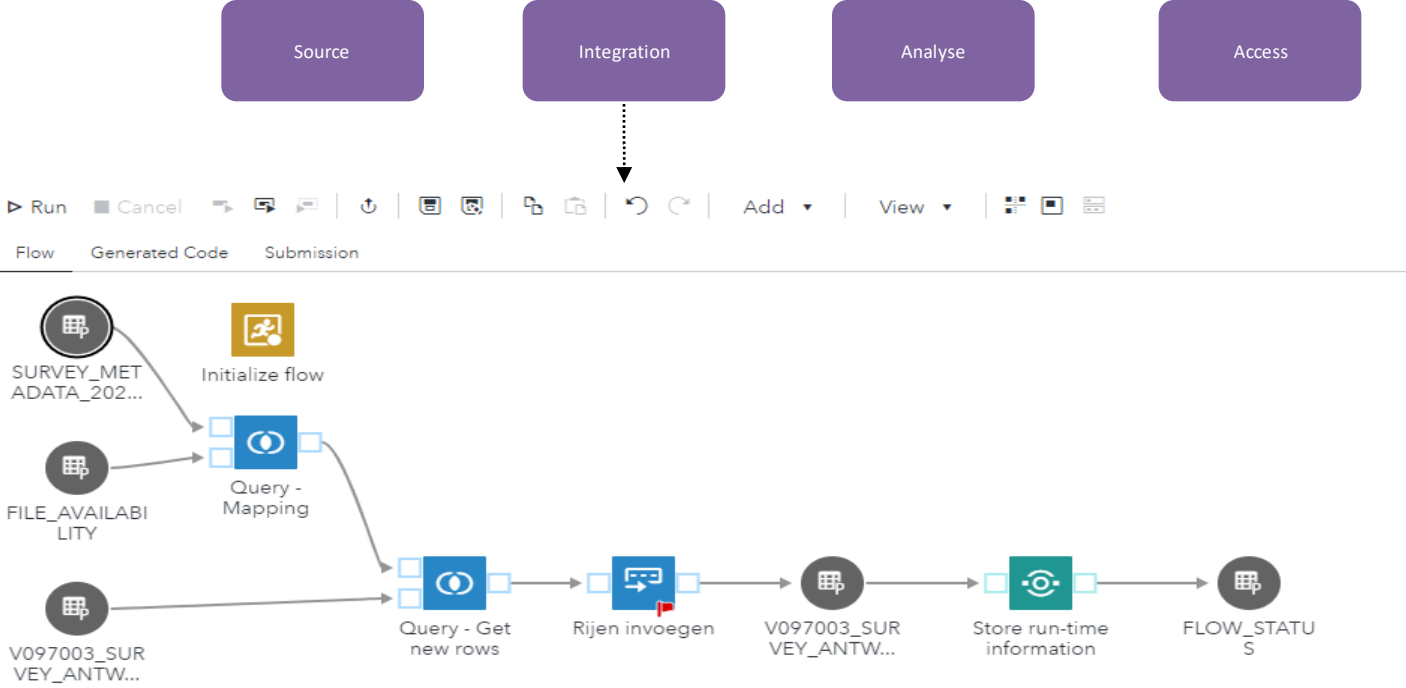 Source
Integration
Analyse
Access
Run
Cancel
Add
View
Flow
Generated Code
Submission
SURVEY_MET
ADATA_202...
Initialize flow
Query -
Mapping
FILE_AVAILABI
LITY
V097003_SUR
VEY_ANTW...
Query - Get
new rows
Rijen invoegen
V097003_SUR
VEY_ANTW...
Store run-time
information
FLOW_STATU
S